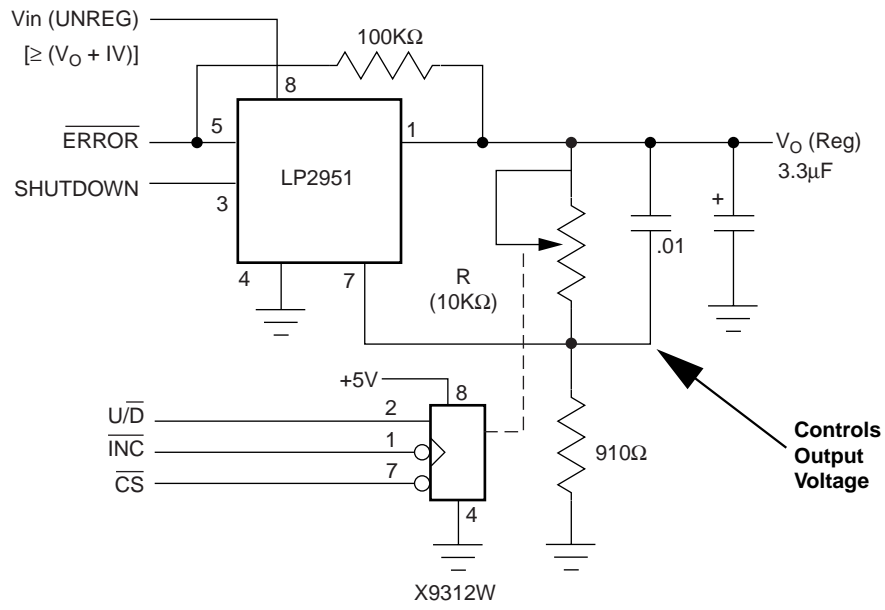 Vin (UNREG)
[≥ (VO + IV)]
100KΩ
8
ERROR
5
1
VO (Reg)
3.3μF
LP2951
SHUTDOWN
3
+
.01
4
7
R
(10KΩ)
+5V
8
U/D
2
INC
1
CS
7
4
910Ω
Controls
Output
Voltage
X9312W